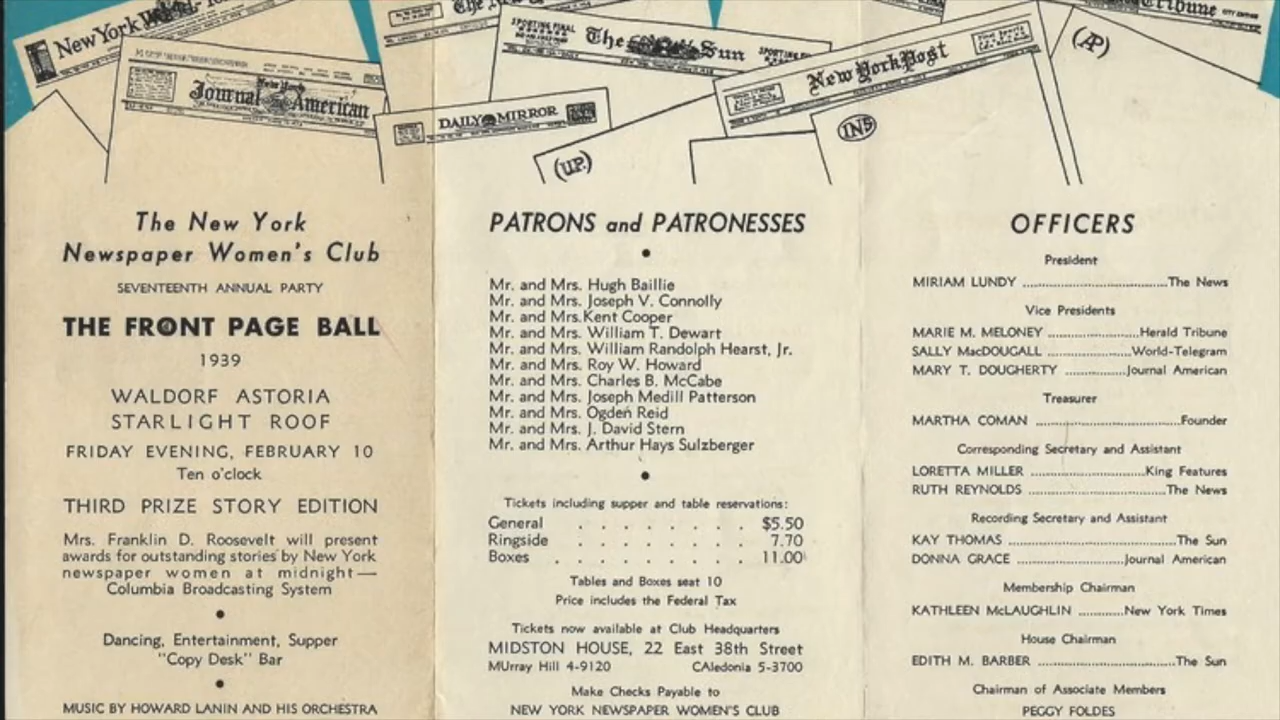 New York
Journal American
DAILY MIRROR
SPORTING FINAL
The Sun
New York Post
Tribune
(UP.)
INS
(AP)
The New York
Newspaper Women's Club
SEVENTEENTH ANNUAL PARTY
THE FRONT PAGE BALL
1939
WALDORF ASTORIA
STARLIGHT ROOF
FRIDAY EVENING, FEBRUARY 10
Ten o'clock
THIRD PRIZE STORY EDITION
Mrs. Franklin D. Roosevelt will present
awards for outstanding stories by New York
newspaper women at midnight —
Columbia Broadcasting System
•
Dancing, Entertainment, Supper
"Copy Desk" Bar
•
MUSIC BY HOWARD LANIN AND HIS ORCHESTRA
PATRONS and PATRONESSES
•
Mr. and Mrs. Hugh Baillie
Mr. and Mrs. Joseph V. Connolly
Mr. and Mrs.Kent Cooper
Mr. and Mrs. William T. Dewart
Mr. and Mrs. William Randolph Hearst, Jr.
Mr. and Mrs. Roy W. Howard
Mr. and Mrs. Charles B. McCabe
Mr. and Mrs. Joseph Medill Patterson
Mr. and Mrs. Ogden Reid
Mr. and Mrs. J. David Stern
Mr. and Mrs. Arthur Hays Sulzberger
•
Tickets including supper and table reservations:
General . . . . . . . . $5.50
Ringside . . . . . . . . 7.70
Boxes . . . . . . . . . 11.00
Tables and Boxes seat 10
Price includes the Federal Tax
Tickets now available at Club Headquarters
MIDSTON HOUSE, 22 East 38th Street
MUrray Hill 4-9120 CAledonia 5-3700
Make Checks Payable to
NEW YORK NEWSPAPER WOMEN'S CLUB
OFFICERS
President
MIRIAM LUNDY ........ The News
Vice Presidents
MARIE M. MELONEY ........ Herald Tribune
SALLY MacDOUGALL ........ World-Telegram
MARY T. DOUGHERTY ........ Journal American
Treasurer
MARTHA COMAN ........ Founder
Corresponding Secretary and Assistant
LORETTA MILLER ........ King Features
RUTH REYNOLDS ........ The News
Recording Secretary and Assistant
KAY THOMAS ........ The Sun
DONNA GRACE ........ Journal American
Membership Chairman
KATHLEEN McLAUGHLIN ........ New York Times
House Chairman
EDITH M. BARBER ........ The Sun
Chairman of Associate Members
PEGGY FOLDES